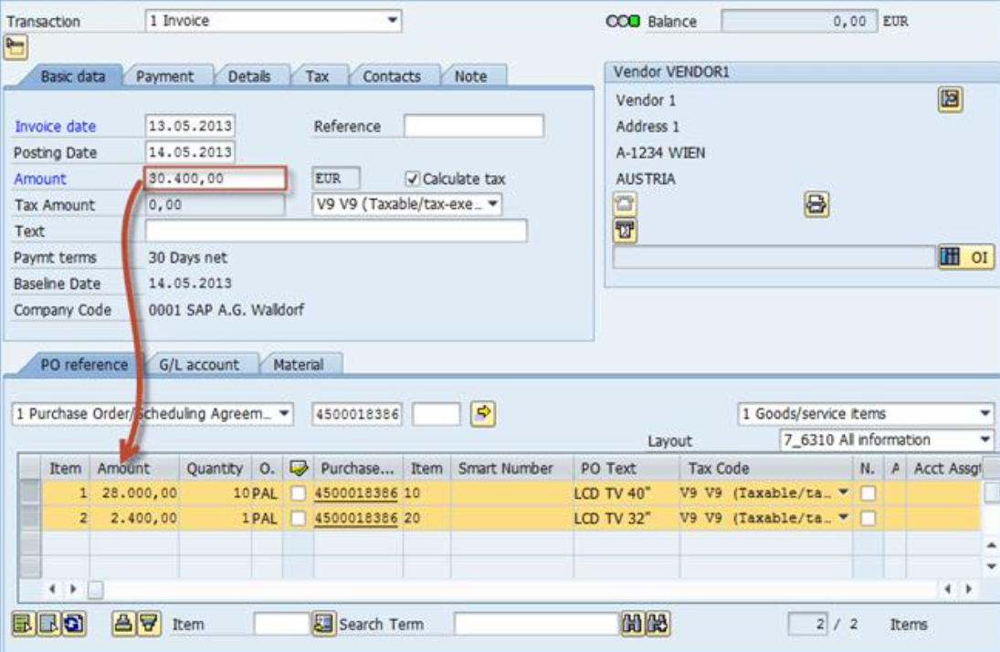 Transaction 1 Invoice Balance 0,00 EUR
Basic data Payment Details Tax Contacts Note
Vendor VENDOR1
Invoice date 13.05.2013 Reference
Vendor 1
Posting Date 14.05.2013
Address 1
Amount 30.400,00 EUR Calculate tax
A-1234 WIEN
Tax Amount 0,00 V9 V9 (Taxable/tax-exe...
AUSTRIA
Text
Paymt terms 30 Days net
OI
Baseline Date 14.05.2013
Company Code 0001 SAP A.G. Walldorf
PO reference G/L account Material
1 Purchase Order/Scheduling Agreem... 4500018386 1 Goods/service items
Layout 7_6310 All information
Item Amount Quantity O. Purchase... Item Smart Number PO Text Tax Code N. A Acct Assgt
1 28.000,00 10 PAL 4500018386 10 LCD TV 40" V9 V9 (Taxable/ta...
2 2.400,00 1 PAL 4500018386 20 LCD TV 32" V9 V9 (Taxable/ta...
Item Search Term 2 / 2 Items